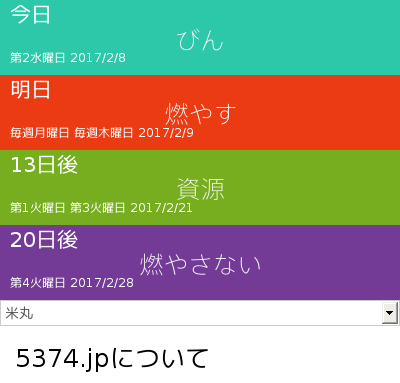 今日
びん
第2水曜日 2017/2/8
明日
燃やす
毎週月曜日 毎週木曜日 2017/2/9
13日後
資源
第1火曜日 第3火曜日 2017/2/21
20日後
燃やさない
第4火曜日 2017/2/28
米丸
5374.jpについて